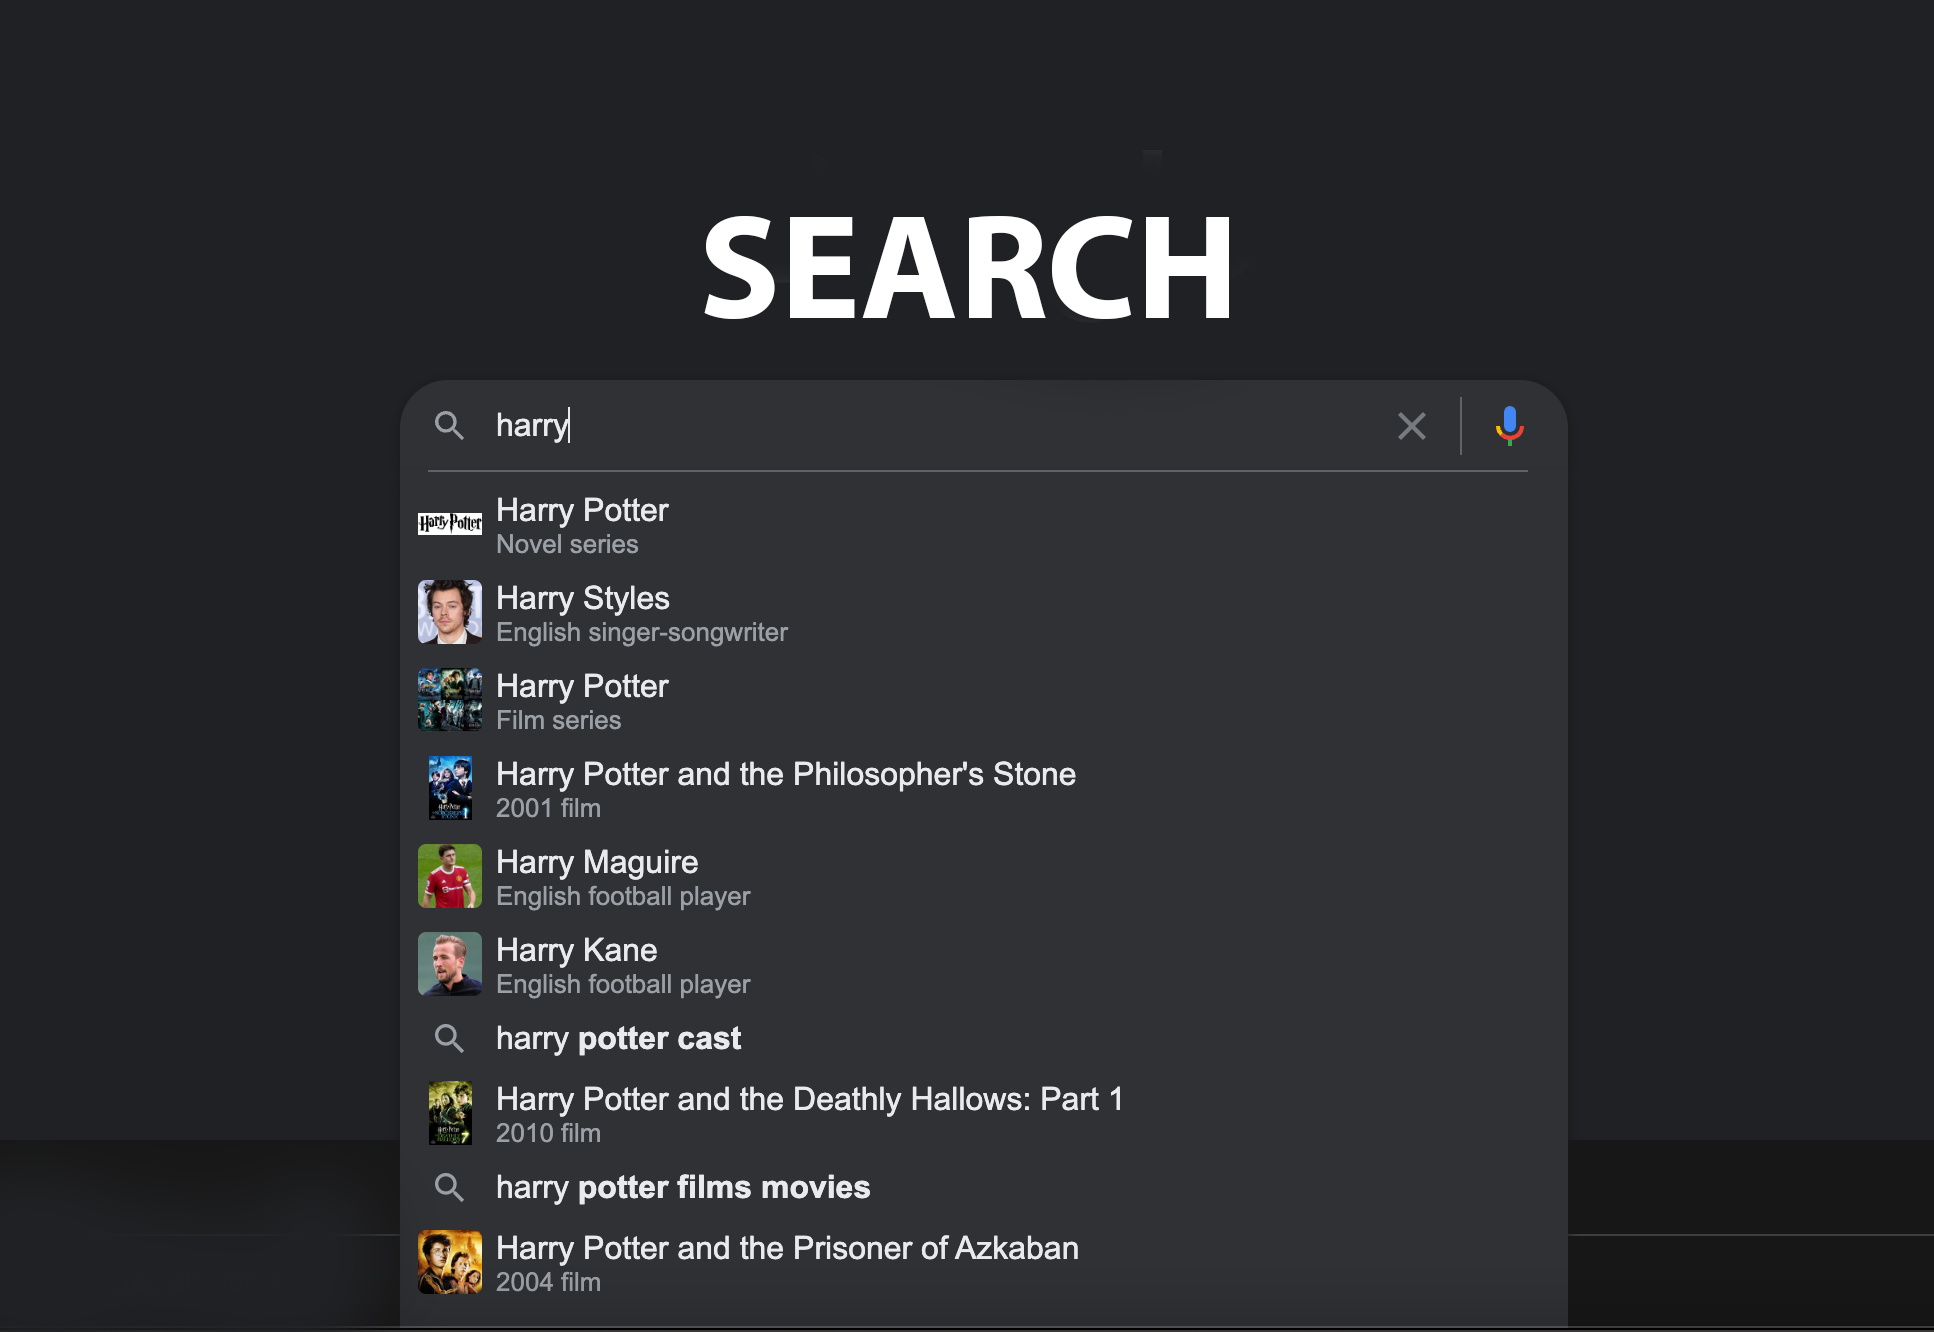 SEARCH
harry
Harry Potter
Harry Potter
Novel series
Harry Styles
English singer-songwriter
Harry Potter
Film series
Harry Potter and the Philosopher's Stone
2001 film
Harry Maguire
English football player
Harry Kane
English football player
harry potter cast
Harry Potter and the Deathly Hallows: Part 1
2010 film
harry potter films movies
Harry Potter and the Prisoner of Azkaban
2004 film